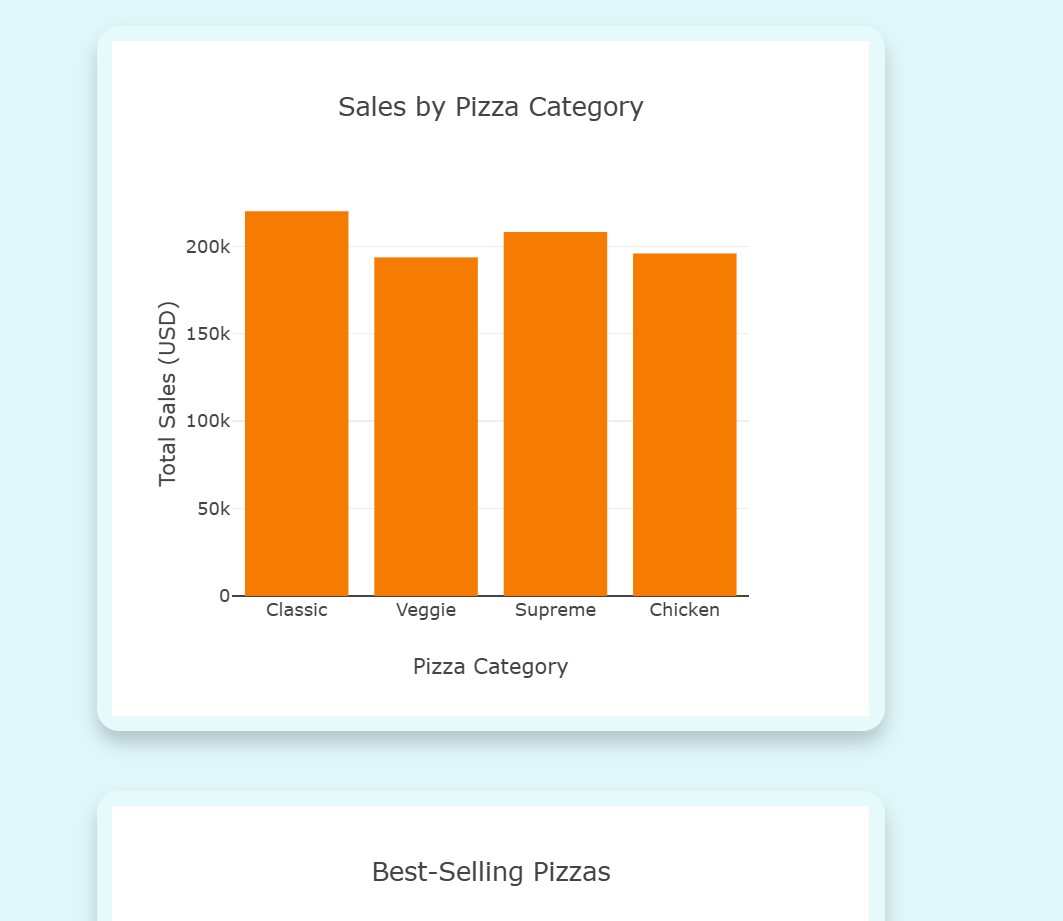 Sales by Pizza Category
200k
150k
100k
50k
0
Total Sales (USD)
Classic Veggie Supreme Chicken
Pizza Category
Best-Selling Pizzas